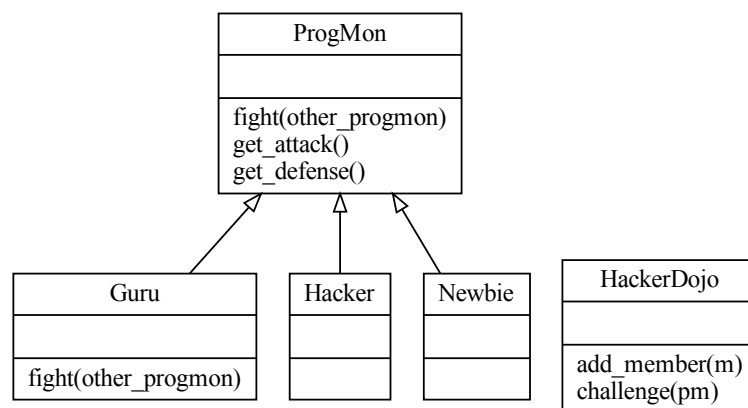 ProgMon
fight(other_progmon)
get_attack()
get_defense()
Guru
fight(other_progmon)
Hacker
Newbie
HackerDojo
add_member(m)
challenge(pm)